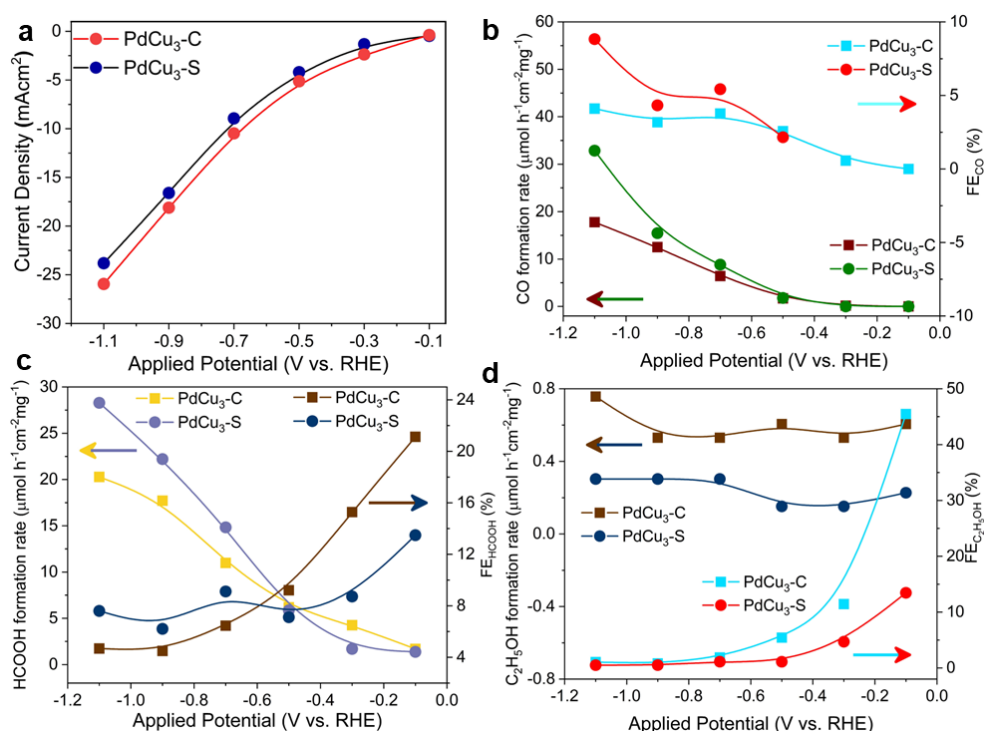 a
PdCu₃-C
PdCu₃-S
Current Density (mAcm²)
0
-5
-10
-15
-20
-25
-30
-1.1 -0.9 -0.7 -0.5 -0.3 -0.1
Applied Potential (V vs. RHE)
b
PdCu₃-C
PdCu₃-S
PdCu₃-C
PdCu₃-S
CO formation rate (μmol h⁻¹cm⁻²mg⁻¹)
60
50
40
30
20
10
0
FE_CO (%)
10
5
0
-5
-10
-1.2 -1.0 -0.8 -0.6 -0.4 -0.2 0.0
Applied Potential (V vs. RHE)
c
PdCu₃-C PdCu₃-C
PdCu₃-S PdCu₃-S
HCOOH formation rate (μmol h⁻¹cm⁻²mg⁻¹)
30
25
20
15
10
5
0
FE_HCOOH (%)
24
20
16
12
8
4
-1.2 -1.0 -0.8 -0.6 -0.4 -0.2 0.0
Applied Potential (V vs. RHE)
d
PdCu₃-C
PdCu₃-S
PdCu₃-C
PdCu₃-S
C₂H₅OH formation rate (μmol h⁻¹cm⁻²mg⁻¹)
0.8
0.4
0.0
-0.4
-0.8
FE_C₂H₅OH (%)
50
40
30
20
10
0
-1.2 -1.0 -0.8 -0.6 -0.4 -0.2 0.0
Applied Potential (V vs. RHE)